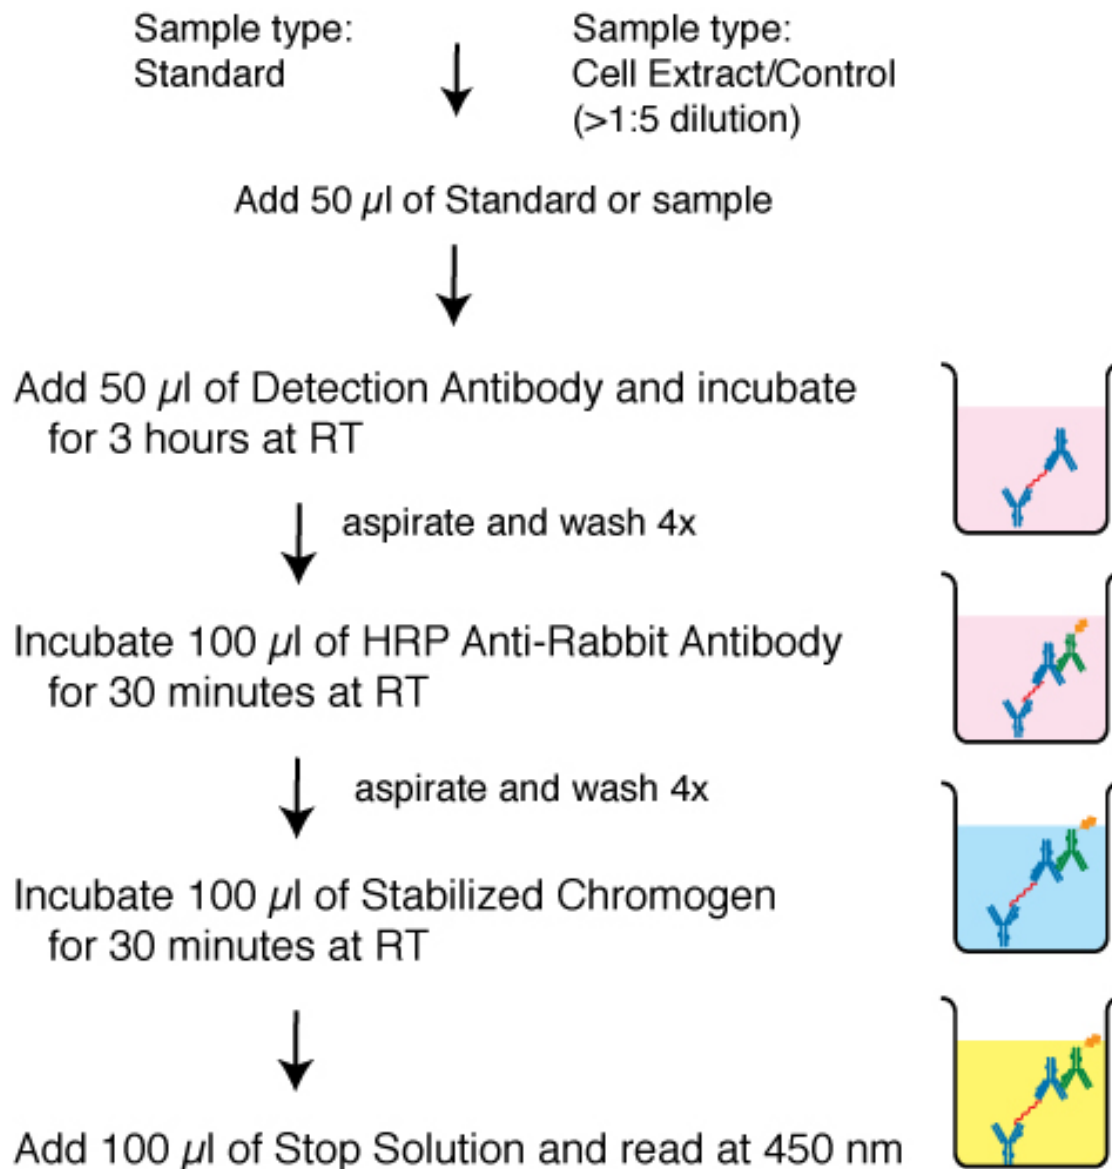 Sample type:
Standard
Sample type:
Cell Extract/Control
(>1:5 dilution)
Add 50 µl of Standard or sample
Add 50 µl of Detection Antibody and incubate
for 3 hours at RT
aspirate and wash 4x
Incubate 100 µl of HRP Anti-Rabbit Antibody
for 30 minutes at RT
aspirate and wash 4x
Incubate 100 µl of Stabilized Chromogen
for 30 minutes at RT
Add 100 µl of Stop Solution and read at 450 nm